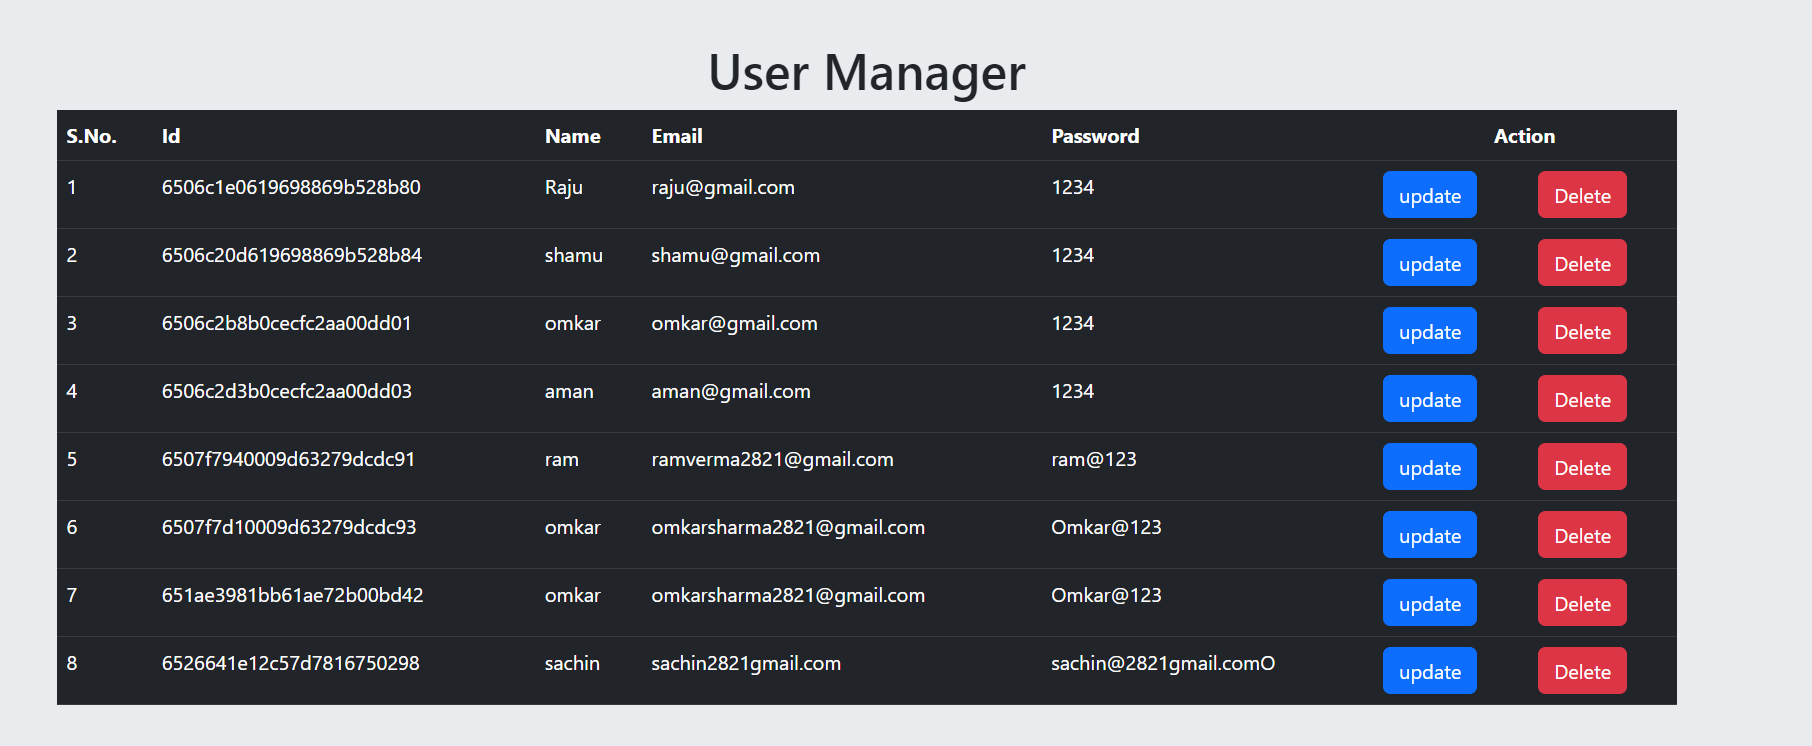 User Manager
S.No. Id Name Email Password Action
1 6506c1e0619698869b528b80 Raju raju@gmail.com 1234 update Delete
2 6506c20d619698869b528b84 shamu shamu@gmail.com 1234 update Delete
3 6506c2b8b0cecfc2aa00dd01 omkar omkar@gmail.com 1234 update Delete
4 6506c2d3b0cecfc2aa00dd03 aman aman@gmail.com 1234 update Delete
5 6507f7940009d63279dcdc91 ram ramverma2821@gmail.com ram@123 update Delete
6 6507f7d10009d63279dcdc93 omkar omkarsharma2821@gmail.com Omkar@123 update Delete
7 651ae3981bb61ae72b00bd42 omkar omkarsharma2821@gmail.com Omkar@123 update Delete
8 6526641e12c57d7816750298 sachin sachin2821gmail.com sachin@2821gmail.comO update Delete